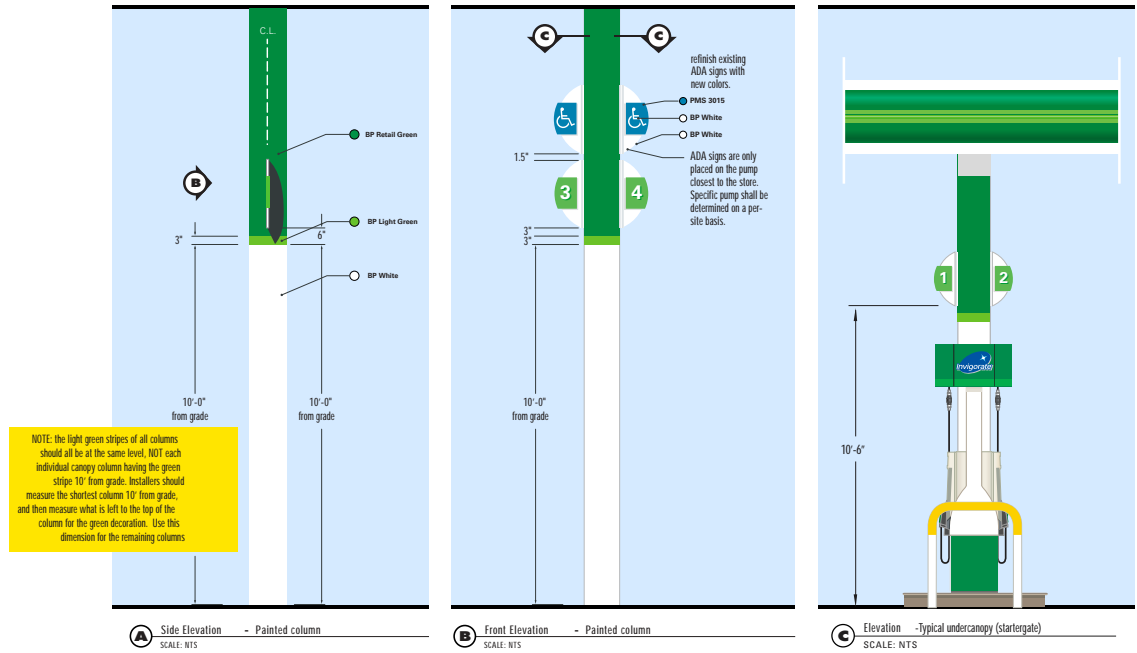 C.L.
B
BP Retail Green
BP Light Green
BP White
3"
6"
10'-0"
from grade
10'-0"
from grade
NOTE: the light green stripes of all columns
should all be at the same level, NOT each
individual canopy column having the green
stripe 10' from grade. Installers should
measure the shortest column 10' from grade,
and then measure what is left to the top of the
column for the green decoration. Use this
dimension for the remaining columns
A Side Elevation - Painted column
SCALE: NTS
C C
refinish existing
ADA signs with
new colors.
PMS 3015
BP White
BP White
1.5"
ADA signs are only
placed on the pump
closest to the store.
Specific pump shall be
determined on a per-
site basis.
3 4
3"
3"
10'-0"
from grade
B Front Elevation - Painted column
SCALE: NTS
1 2
Invigorate
10'-6"
C Elevation -Typical undercanopy (startergate)
SCALE: NTS